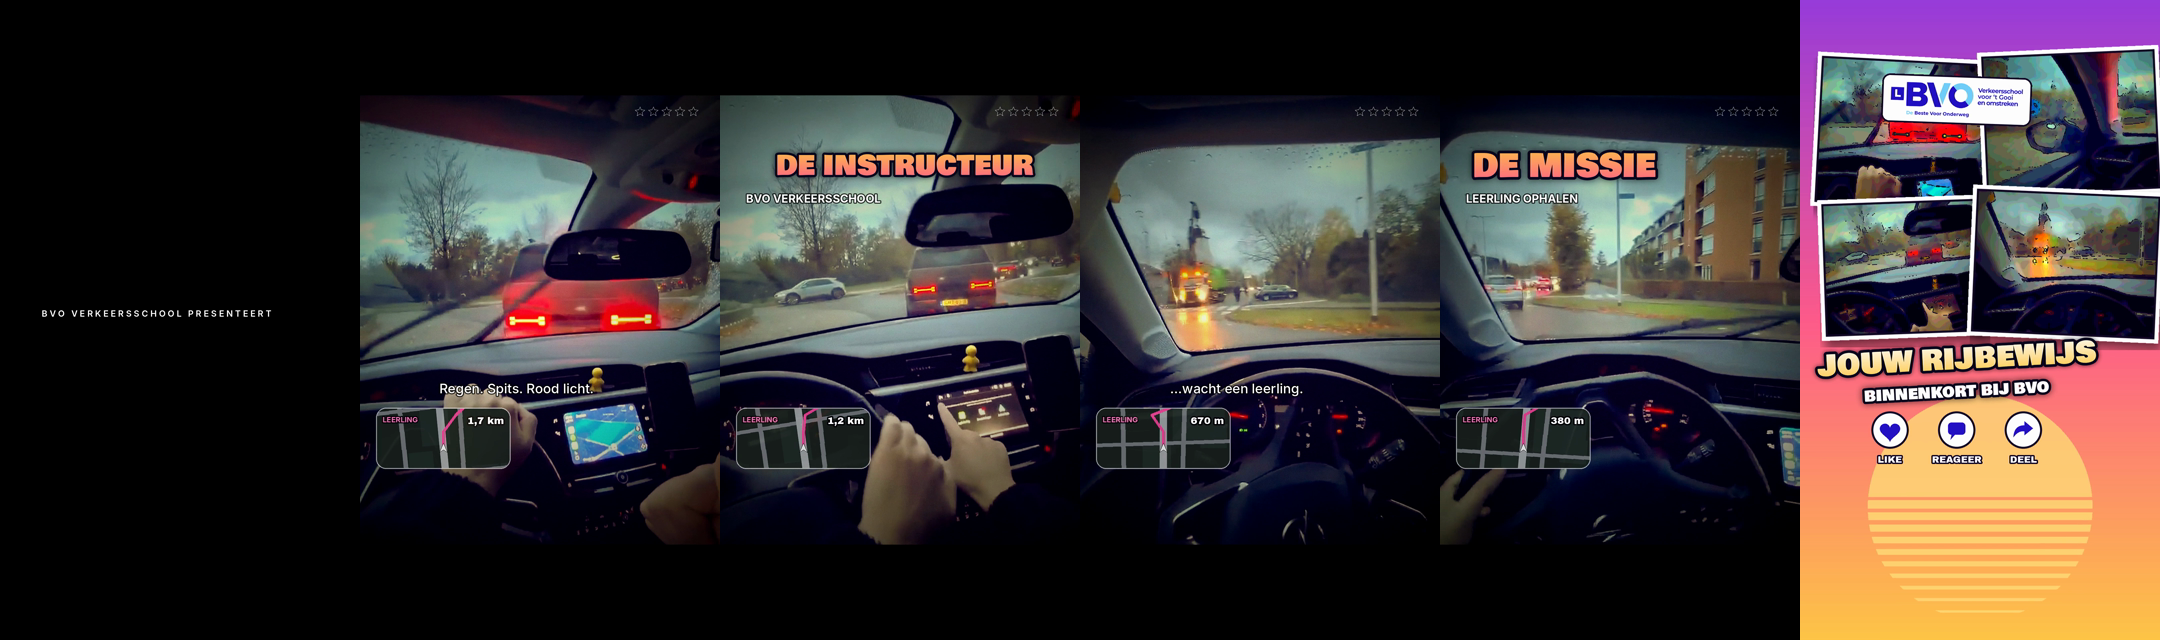 BVO VERKEERSSCHOOL PRESENTEERT
Regen. Spits. Rood licht.
LEERLING
1,7 km
DE INSTRUCTEUR
BVO VERKEERSSCHOOL
LEERLING
1,2 km
...wacht een leerling.
LEERLING
670 m
DE MISSIE
LEERLING OPHALEN
LEERLING
380 m
L BVO
Verkeersschool
voor 't Gooi
en omstreken
De Beste Voor Onderweg
JOUW RIJBEWIJS
BINNENKORT BIJ BVO
LIKE
REAGEER
DEEL